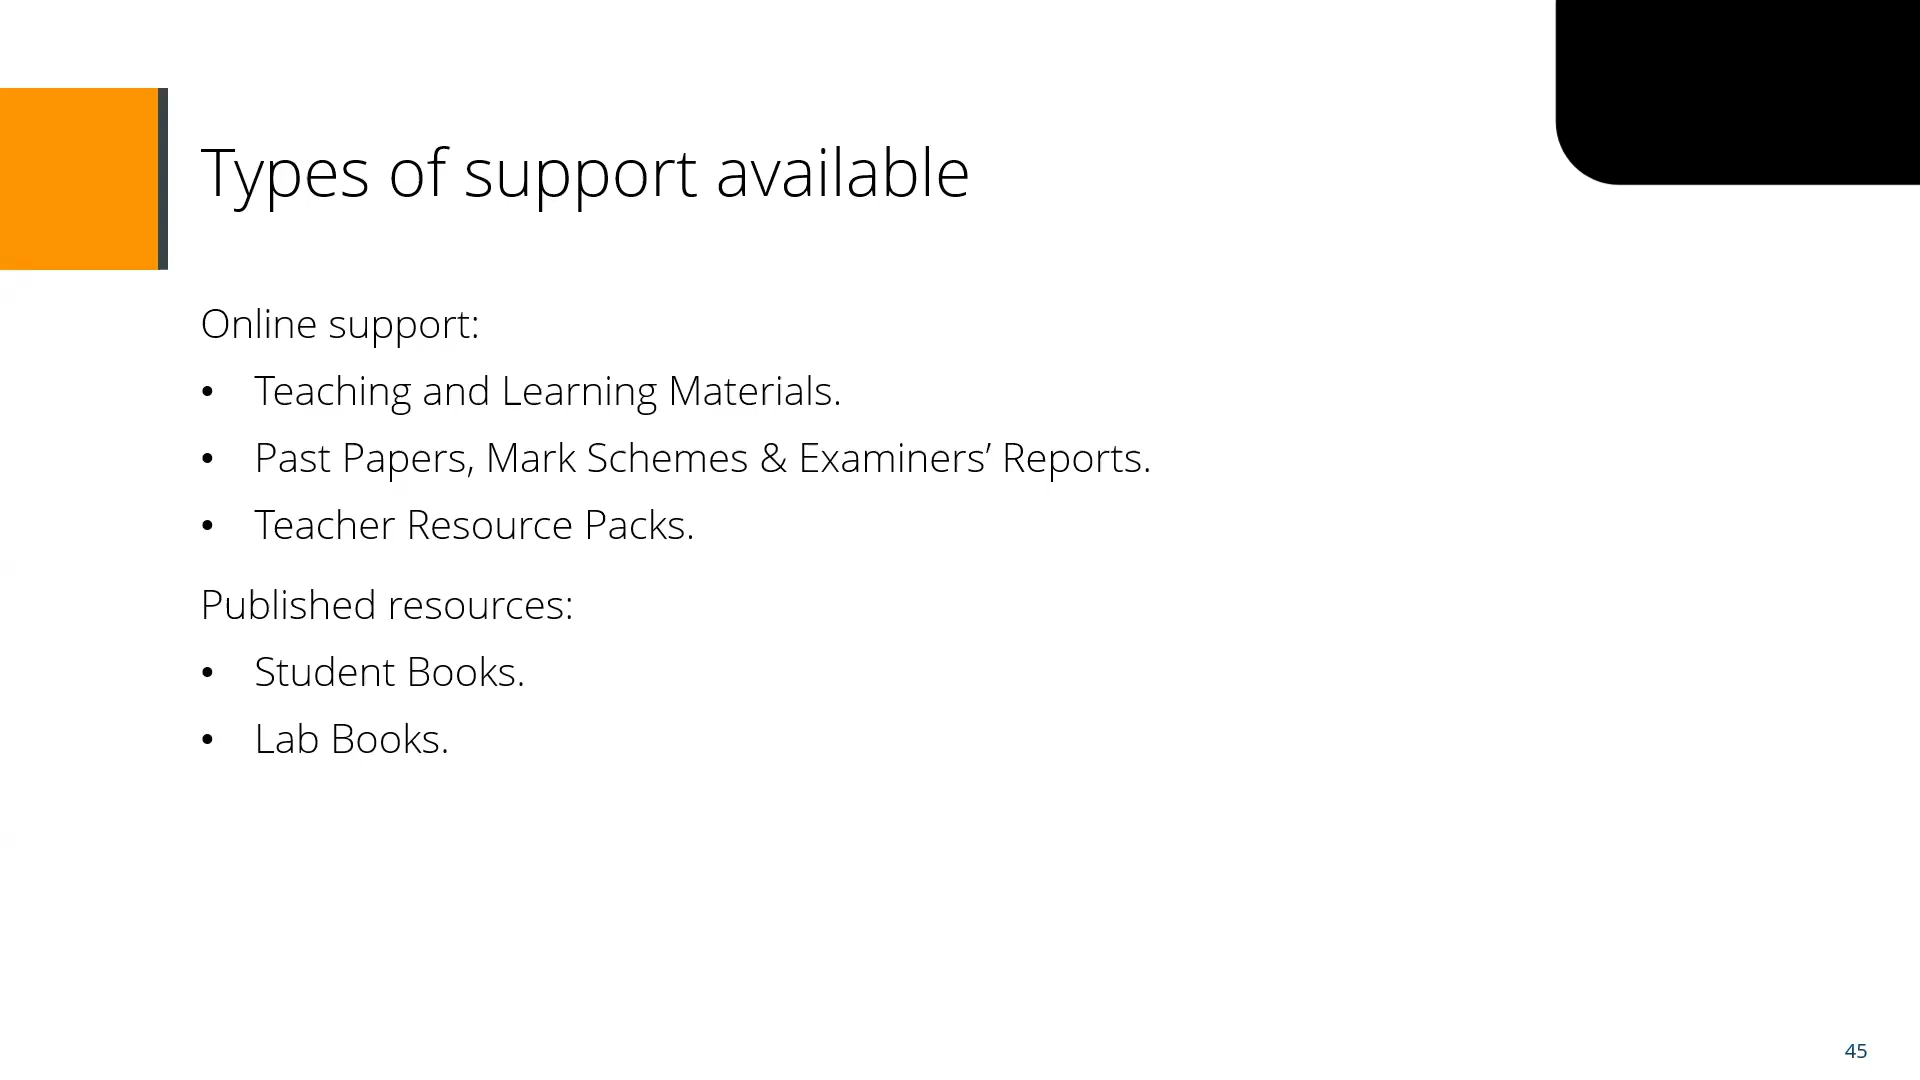 Types of support available
Online support:
• Teaching and Learning Materials.
• Past Papers, Mark Schemes & Examiners’ Reports.
• Teacher Resource Packs.
Published resources:
• Student Books.
• Lab Books.
45